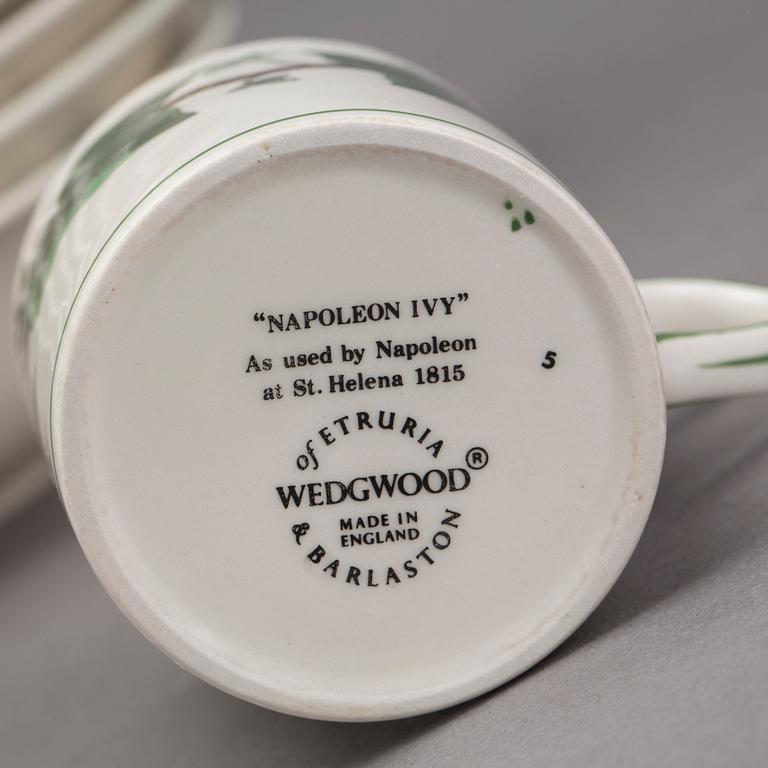 “NAPOLEON IVY”
As used by Napoleon
at St. Helena 1815
5
of ETRURIA
WEDGWOOD®
MADE IN
ENGLAND
& BARLASTON